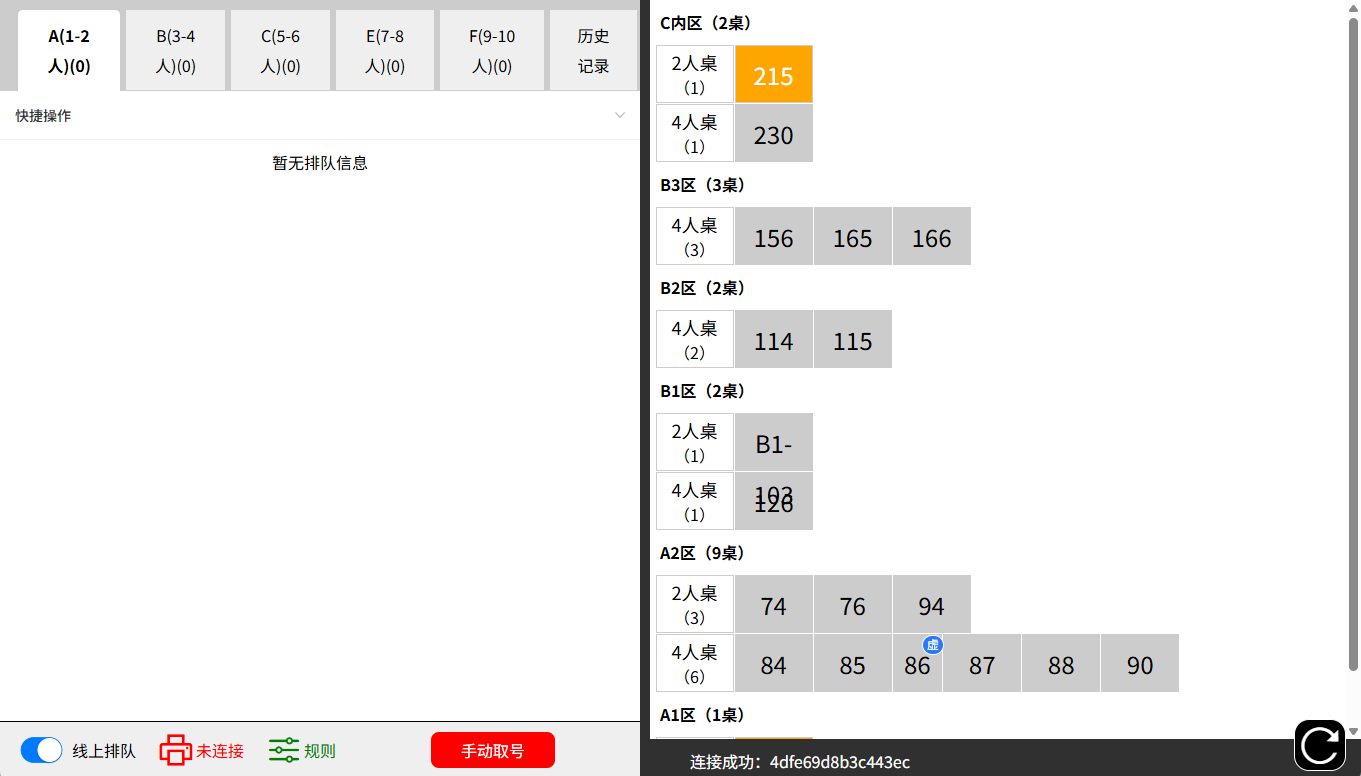 A(1-2
人)(0)
B(3-4
人)(0)
C(5-6
人)(0)
E(7-8
人)(0)
F(9-10
人)(0)
历史
记录
快捷操作
暂无排队信息
线上排队
未连接
规则
手动取号
C内区（2桌）
2人桌
（1）
215
4人桌
（1）
230
B3区（3桌）
4人桌
（3）
156
165
166
B2区（2桌）
4人桌
（2）
114
115
B1区（2桌）
2人桌
（1）
B1-
103
4人桌
（1）
126
A2区（9桌）
2人桌
（3）
74
76
94
4人桌
（6）
84
85
86
虚
87
88
90
A1区（1桌）
连接成功：4dfe69d8b3c443ec